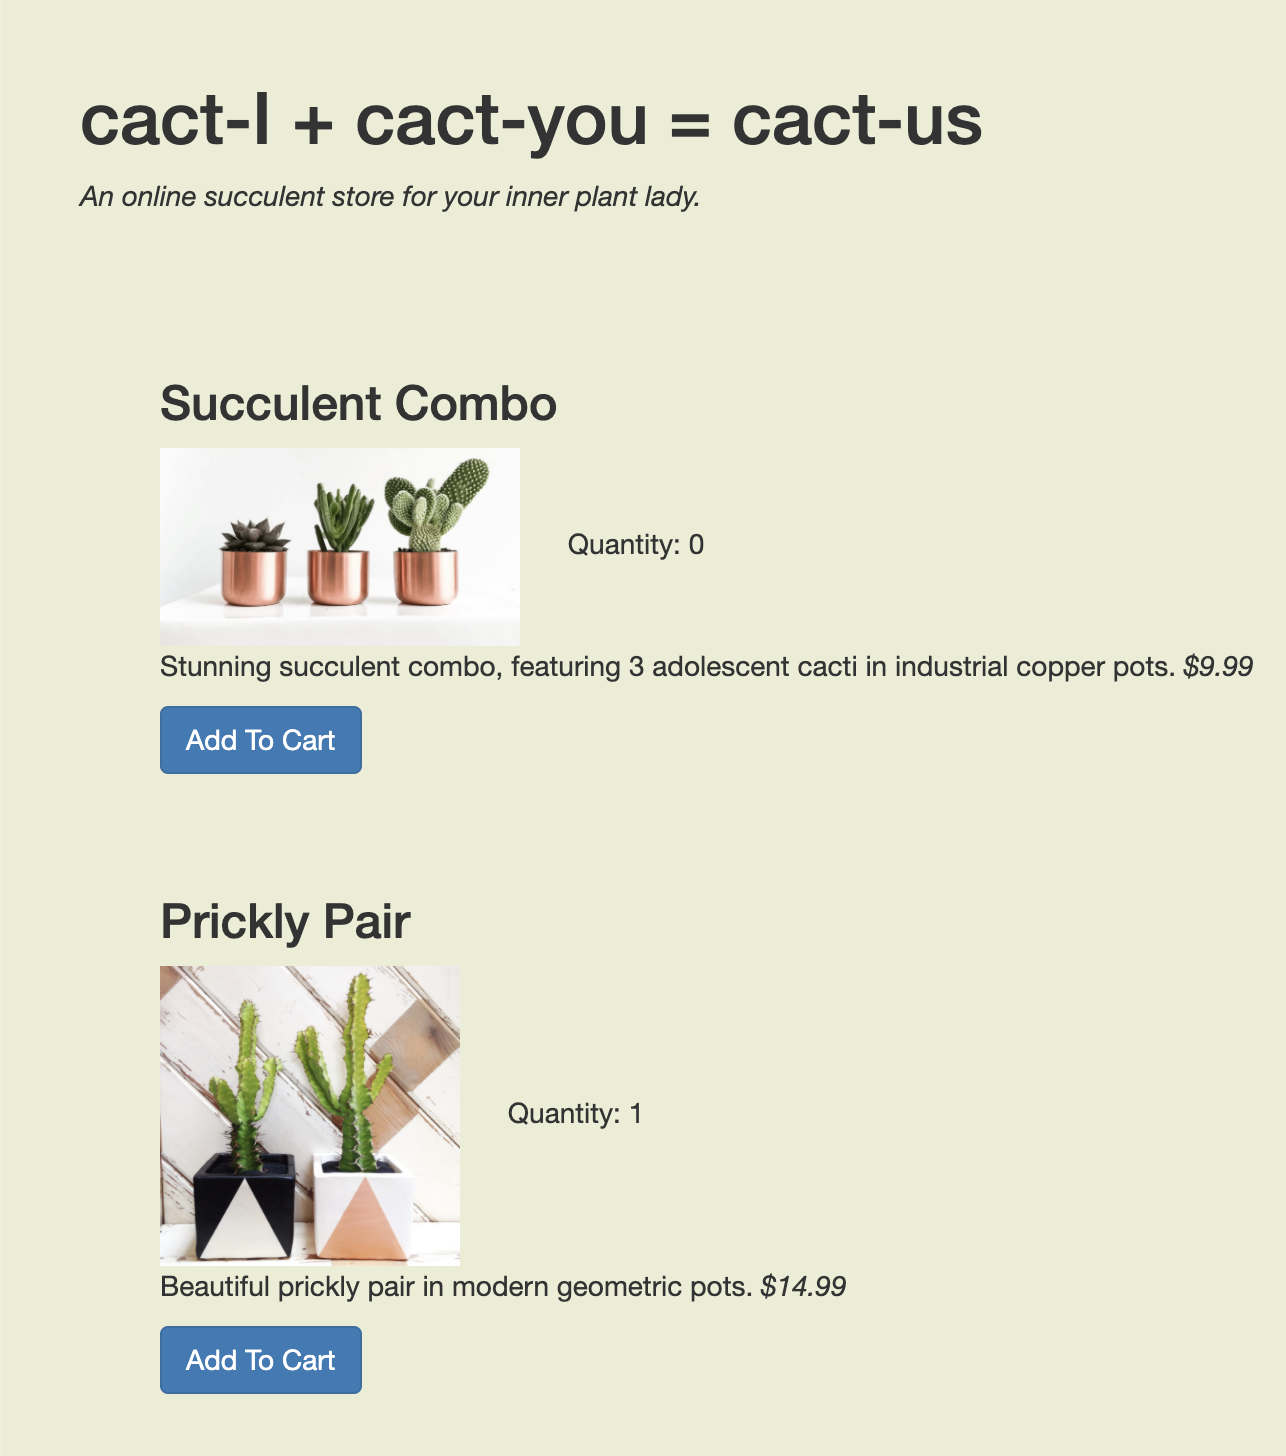 cact-I + cact-you = cact-us
An online succulent store for your inner plant lady.
Succulent Combo
Quantity: 0
Stunning succulent combo, featuring 3 adolescent cacti in industrial copper pots. $9.99
Add To Cart
Prickly Pair
Quantity: 1
Beautiful prickly pair in modern geometric pots. $14.99
Add To Cart